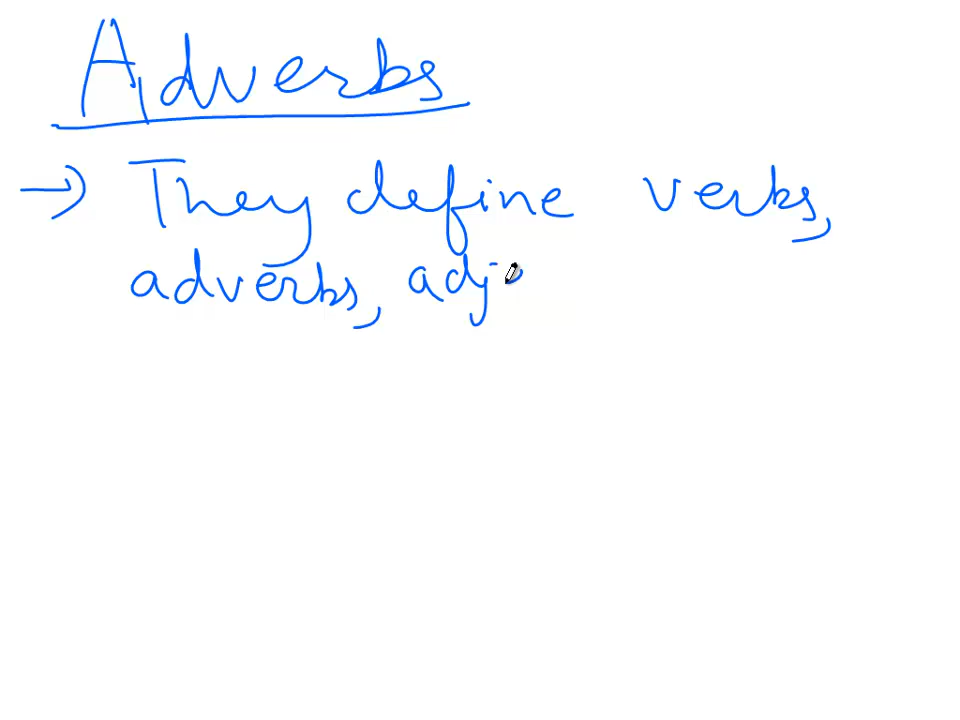 Adverbs
→ They define verbs,
adverbs, adj